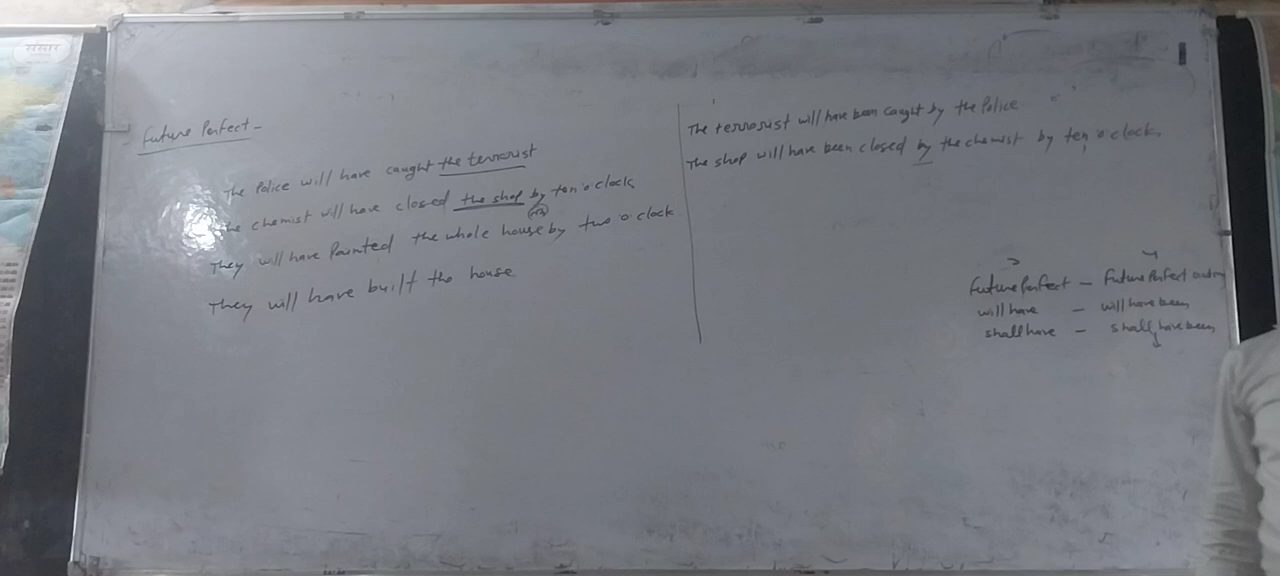 संसार
Future Perfect -
The Police will have caught the terrorist
The chemist will have closed the shop by ten o'clock
They will have Painted the whole house by two o'clock
They will have built the house
The terrorist will have been caught by the Police
The shop will have been closed by the chemist by ten o'clock.
Future Perfect - Future Perfect
will have - will have been
shall have - shall have been